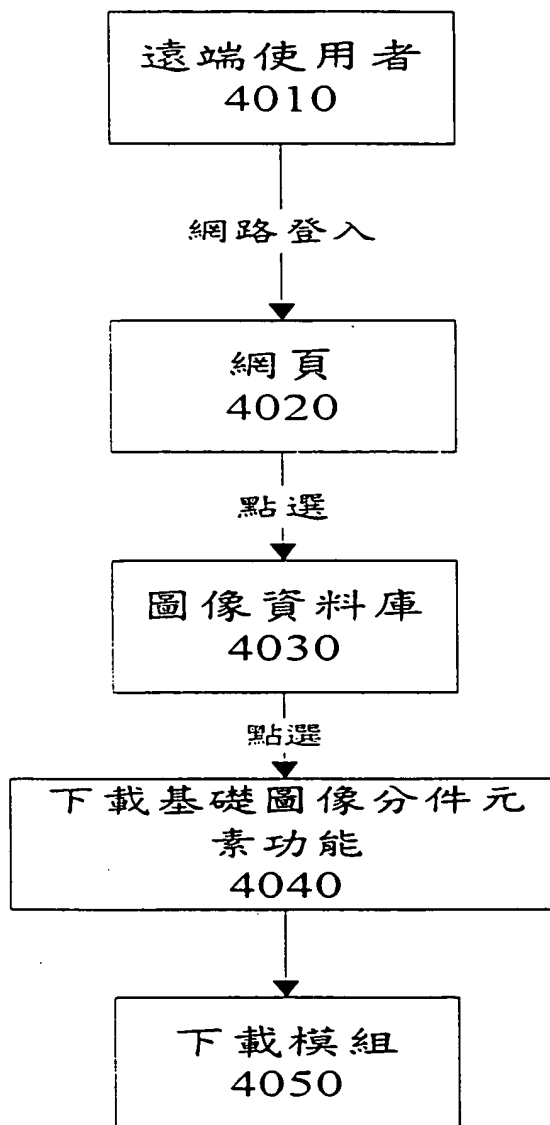 遠端使用者
4010
網路登入
網頁
4020
點選
圖像資料庫
4030
點選
下載基礎圖像分件元
素功能
4040
下載模組
4050